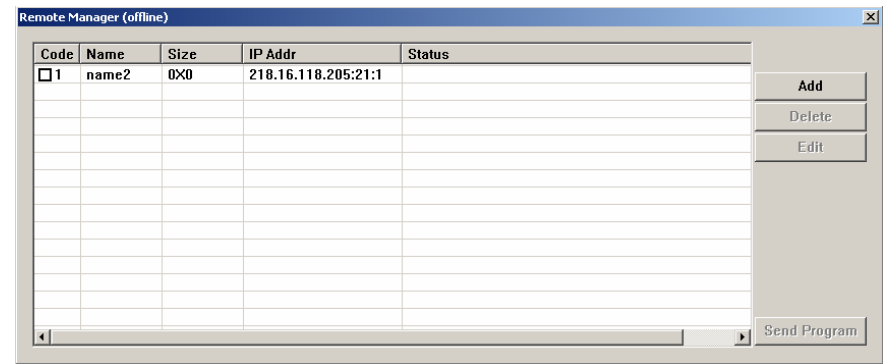 Remote Manager (offline)
Code Name Size IP Addr Status
1 name2 0X0 218.16.118.205:21:1
Add
Delete
Edit
Send Program